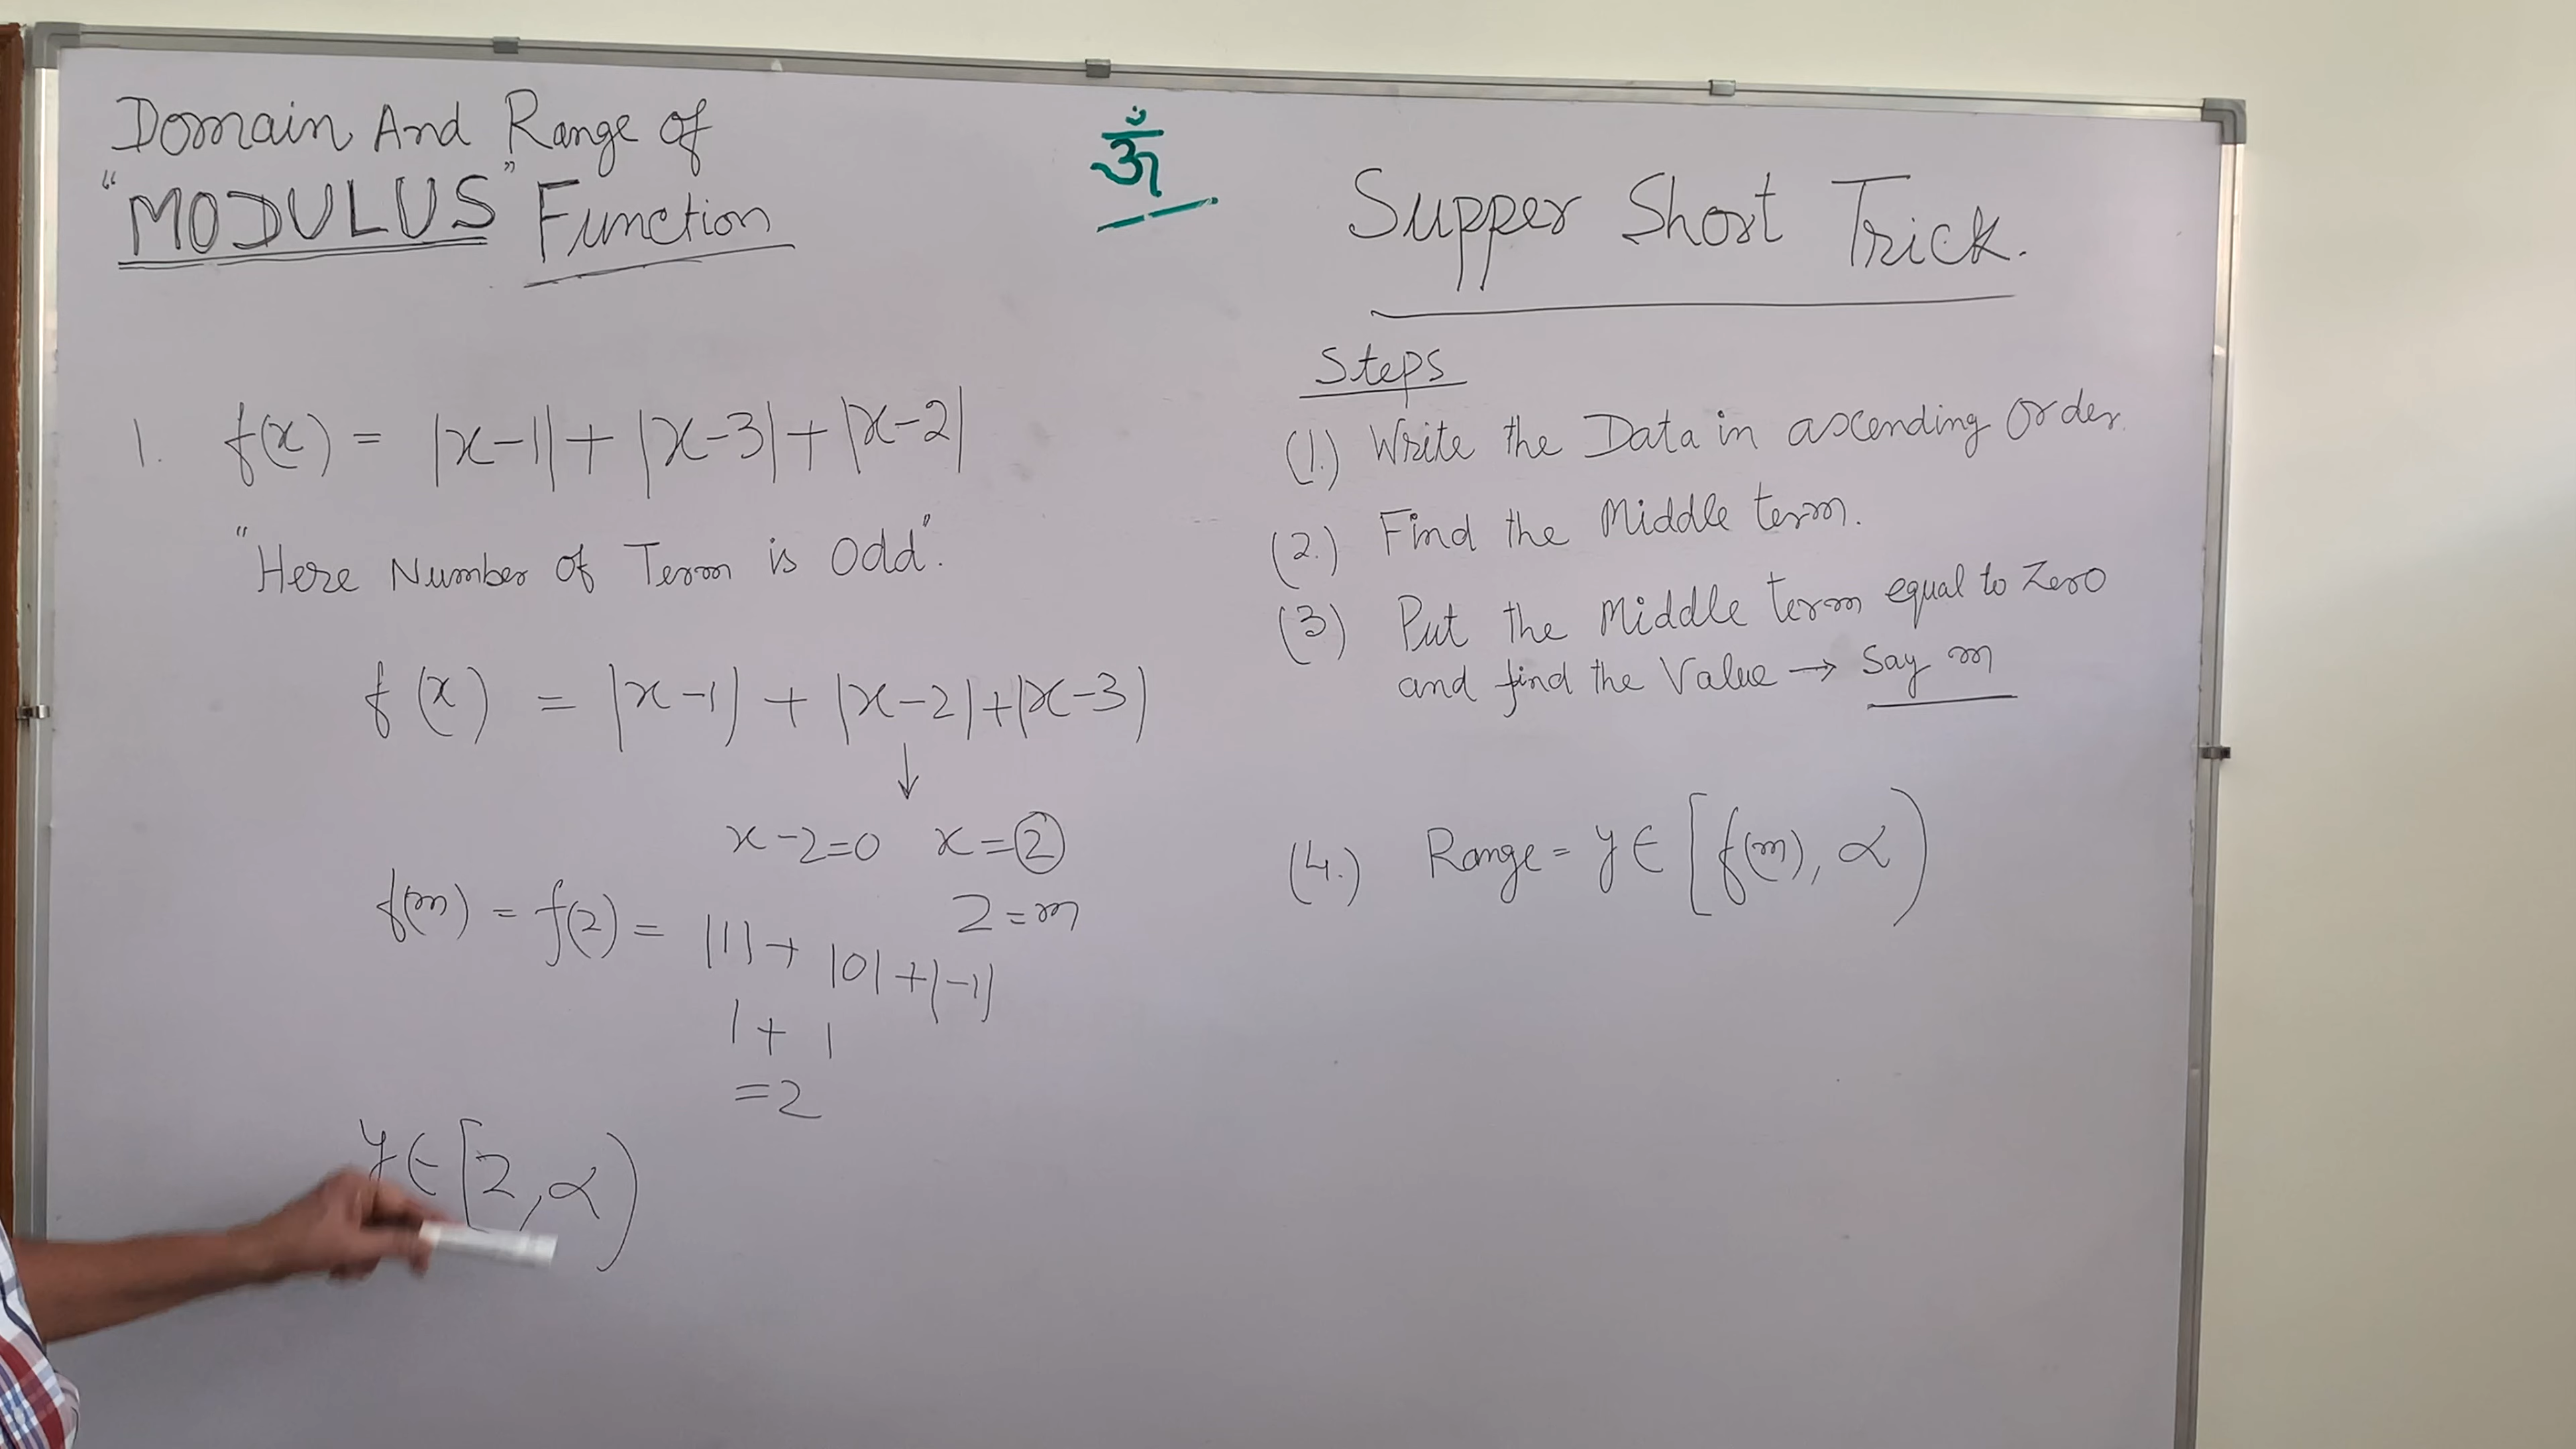 Domain And Range of
"MODULUS" Function
ॐ
1. f(x) = |x-1| + |x-3| + |x-2|
"Here Number of Term is Odd".
f(x) = |x-1| + |x-2| + |x-3|
↓
x-2=0 x=2
2=m
f(m) = f(2) = |1| + |0| + |-1|
1 + 1
=2
y∈[2,∝)
Supper Short Trick.
Steps
(1.) Write the Data in ascending Order.
(2.) Find the Middle term.
(3) Put the Middle term equal to Zero
and find the Value → Say m
(4.) Range = y∈[f(m), ∝)